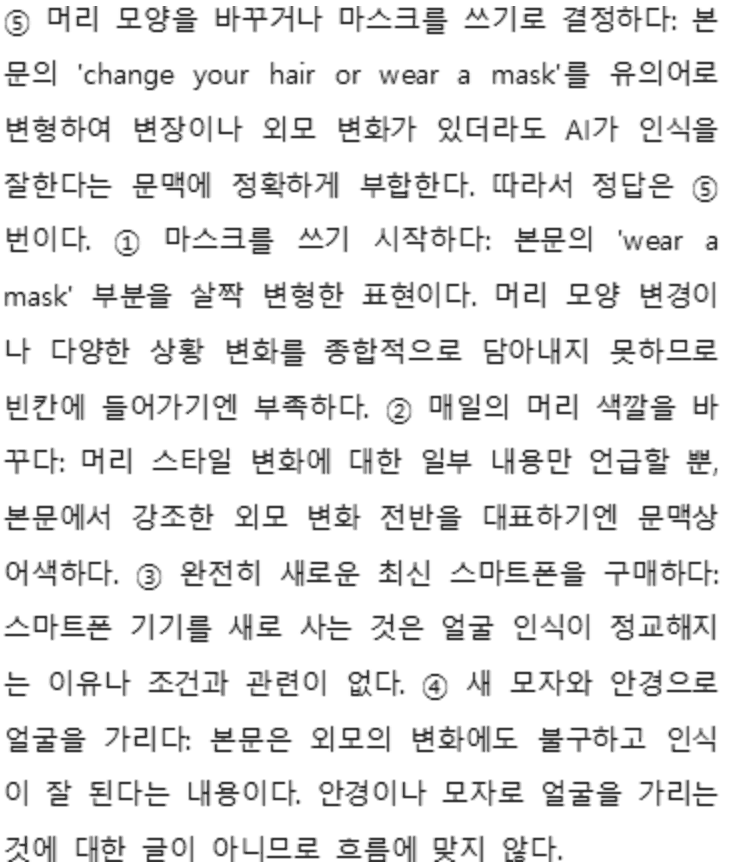 ⑤ 머리 모양을 바꾸거나 마스크를 쓰기로 결정하다: 본
문의 'change your hair or wear a mask'를 유의어로
변형하여 변장이나 외모 변화가 있더라도 AI가 인식을
잘한다는 문맥에 정확하게 부합한다. 따라서 정답은 ⑤
번이다. ① 마스크를 쓰기 시작하다: 본문의 'wear a
mask' 부분을 살짝 변형한 표현이다. 머리 모양 변경이
나 다양한 상황 변화를 종합적으로 담아내지 못하므로
빈칸에 들어가기엔 부족하다. ② 매일의 머리 색깔을 바
꾸다: 머리 스타일 변화에 대한 일부 내용만 언급할 뿐,
본문에서 강조한 외모 변화 전반을 대표하기엔 문맥상
어색하다. ③ 완전히 새로운 최신 스마트폰을 구매하다:
스마트폰 기기를 새로 사는 것은 얼굴 인식이 정교해지
는 이유나 조건과 관련이 없다. ④ 새 모자와 안경으로
얼굴을 가리다: 본문은 외모의 변화에도 불구하고 인식
이 잘 된다는 내용이다. 안경이나 모자로 얼굴을 가리는
것에 대한 글이 아니므로 흐름에 맞지 않다.